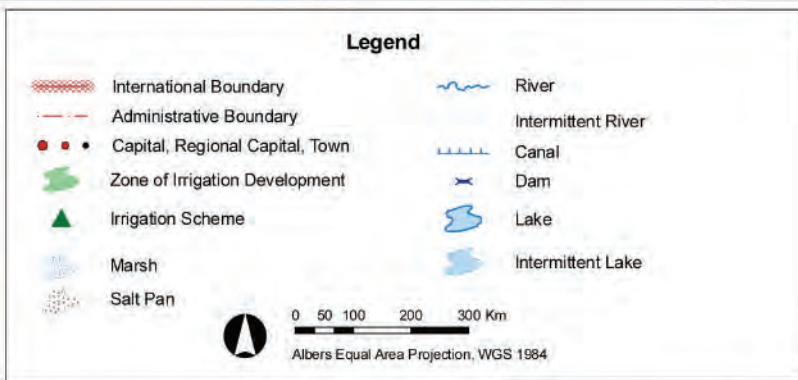 Legend
International Boundary
Administrative Boundary
Capital, Regional Capital, Town
Zone of Irrigation Development
Irrigation Scheme
Marsh
Salt Pan
River
Intermittent River
Canal
Dam
Lake
Intermittent Lake
0 50 100 200 300 Km
Albers Equal Area Projection, WGS 1984